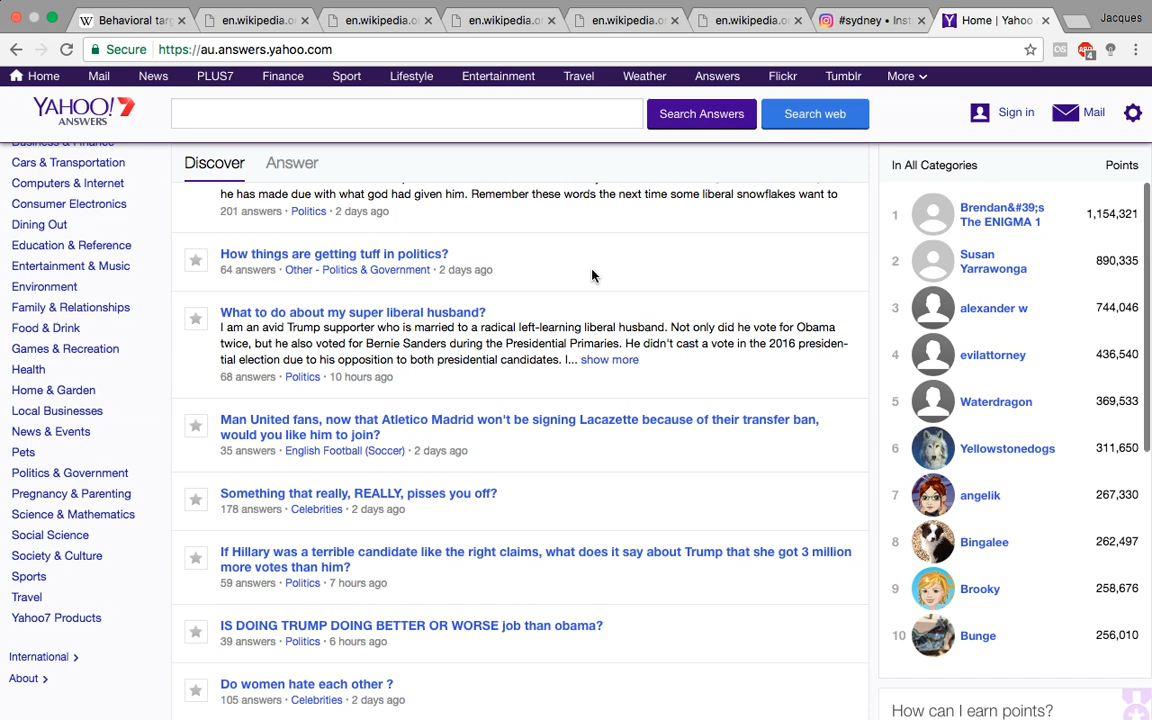 Behavioral tar
en.wikipedia.o
en.wikipedia.o
en.wikipedia.o
en.wikipedia.o
en.wikipedia.o
#sydney • Inst
Home | Yahoo
Jacques
Secure https://au.answers.yahoo.com
Home Mail News PLUS7 Finance Sport Lifestyle Entertainment Travel Weather Answers Flickr Tumblr More
YAHOO!7
ANSWERS
Search Answers
Search web
Sign in
Mail
Business & Finance
Cars & Transportation
Computers & Internet
Consumer Electronics
Dining Out
Education & Reference
Entertainment & Music
Environment
Family & Relationships
Food & Drink
Games & Recreation
Health
Home & Garden
Local Businesses
News & Events
Pets
Politics & Government
Pregnancy & Parenting
Science & Mathematics
Social Science
Society & Culture
Sports
Travel
Yahoo7 Products
International
About
Discover Answer
he has made due with what god had given him. Remember these words the next time some liberal snowflakes want to
201 answers · Politics · 2 days ago
How things are getting tuff in politics?
64 answers · Other - Politics & Government · 2 days ago
What to do about my super liberal husband?
I am an avid Trump supporter who is married to a radical left-learning liberal husband. Not only did he vote for Obama
twice, but he also voted for Bernie Sanders during the Presidential Primaries. He didn't cast a vote in the 2016 presiden-
tial election due to his opposition to both presidential candidates. I... show more
68 answers · Politics · 10 hours ago
Man United fans, now that Atletico Madrid won't be signing Lacazette because of their transfer ban,
would you like him to join?
35 answers · English Football (Soccer) · 2 days ago
Something that really, REALLY, pisses you off?
178 answers · Celebrities · 2 days ago
If Hillary was a terrible candidate like the right claims, what does it say about Trump that she got 3 million
more votes than him?
59 answers · Politics · 7 hours ago
IS DOING TRUMP DOING BETTER OR WORSE job than obama?
39 answers · Politics · 6 hours ago
Do women hate each other ?
105 answers · Celebrities · 2 days ago
In All Categories Points
1 Brendan&#39;s
The ENIGMA 1 1,154,321
2 Susan
Yarrawonga 890,335
3 alexander w 744,046
4 evilattorney 436,540
5 Waterdragon 369,533
6 Yellowstonedogs 311,650
7 angelik 267,330
8 Bingalee 262,497
9 Brooky 258,676
10 Bunge 256,010
How can I earn points?